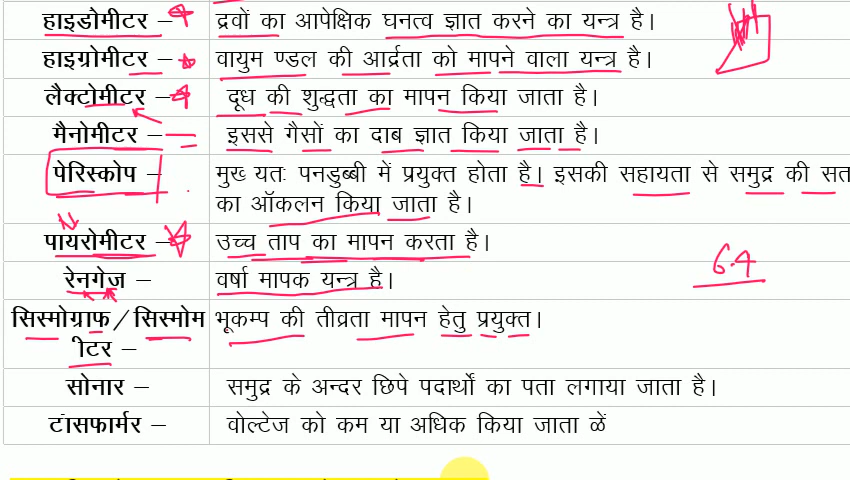 हाइडोमीटर – द्रवों का आपेक्षिक घनत्व ज्ञात करने का यन्त्र है।
हाइग्रोमीटर – वायुम ण्डल की आर्द्रता को मापने वाला यन्त्र है।
लैक्टोमीटर – दूध की शुद्धता का मापन किया जाता है।
मैनोमीटर – इससे गैसों का दाब ज्ञात किया जाता है।
पेरिस्कोप – मुख्‍ यतः पनडुब्बी में प्रयुक्त होता है। इसकी सहायता से समुद्र की सत
का ऑकलन किया जाता है।
पायरोमीटर – उच्च ताप का मापन करता है।
6.4
रेनगेज – वर्षा मापक यन्त्र है।
सिस्मोग्राफ / सिस्मोम भूकम्प की तीव्रता मापन हेतु प्रयुक्त।
ीटर –
सोनार – समुद्र के अन्दर छिपे पदार्थों का पता लगाया जाता है।
टांसफार्मर – वोल्टेज को कम या अधिक किया जाता ळें